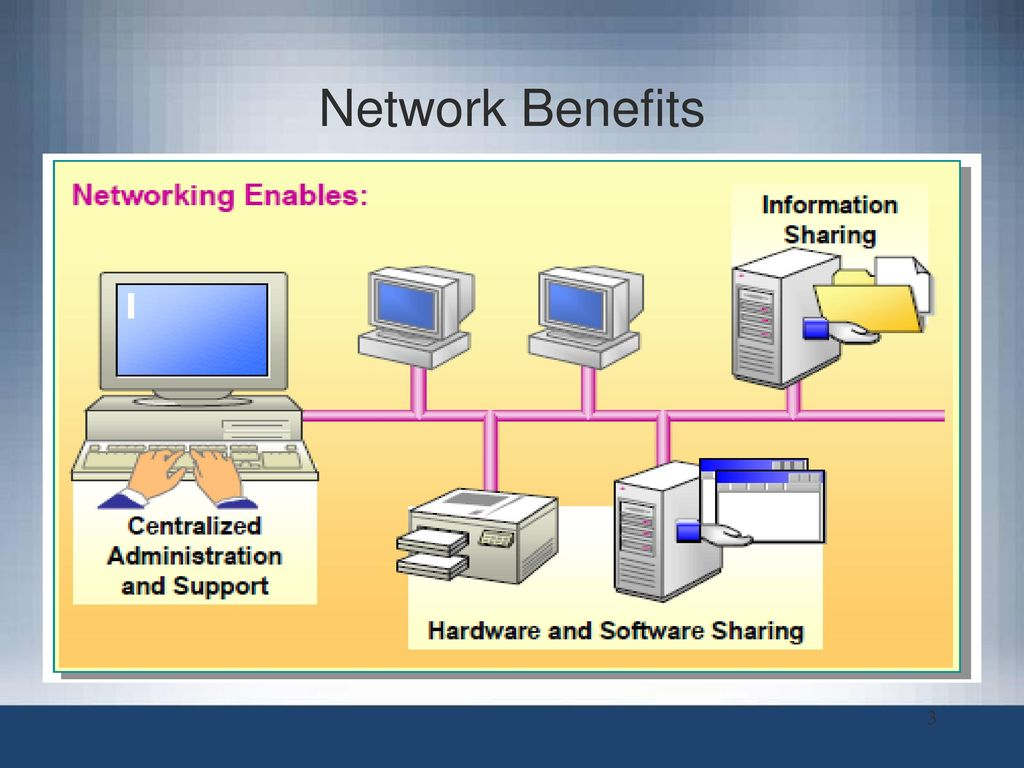 Network Benefits
Networking Enables:
Information
Sharing
Centralized
Administration
and Support
Hardware and Software Sharing
3